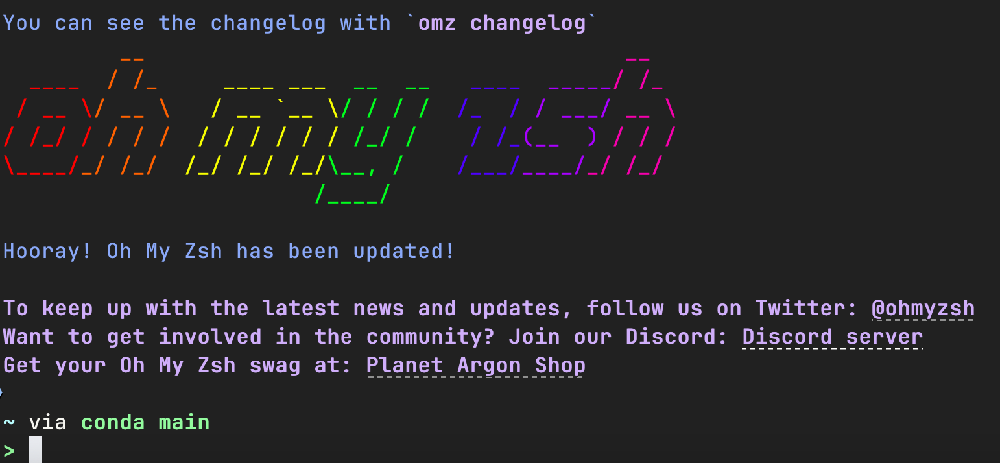 You can see the changelog with `omz changelog`
         __                                     __
  ____  / /_     ____ ___  __  __   ____  _____/ /_
 / __ \/ __ \   / __ `__ \/ / / /  /_  / / ___/ __ \
/ /_/ / / / /  / / / / / / /_/ /    / /_(__  ) / / /
\____/_/ /_/  /_/ /_/ /_/\__, /    /___/____/_/ /_/
                        /____/
Hooray! Oh My Zsh has been updated!
To keep up with the latest news and updates, follow us on Twitter: @ohmyzsh
Want to get involved in the community? Join our Discord: Discord server
Get your Oh My Zsh swag at: Planet Argon Shop
~ via conda main
>